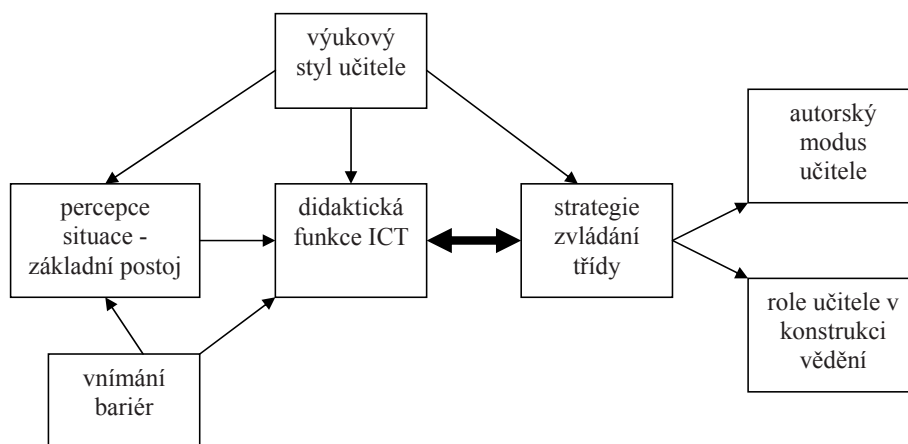 výukový
styl učitele
autorský
modus
učitele
percepce
situace -
základní postoj
didaktická
funkce ICT
strategie
zvládání
třídy
role učitele v
konstrukci
vědění
vnímání
bariér